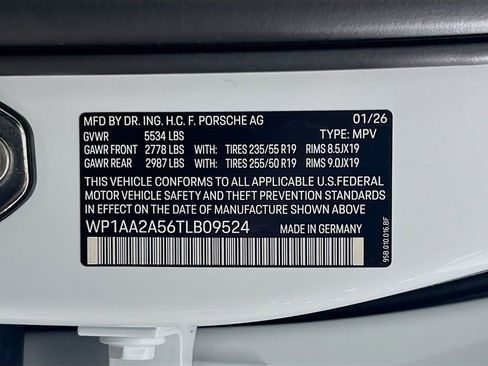 MFD BY DR. ING. H.C. F. PORSCHE AG 01/26
GVWR 5534 LBS TYPE: MPV
GAWR FRONT 2778 LBS WITH: TIRES 235/55 R19 RIMS 8.5JX19
GAWR REAR 2987 LBS WITH: TIRES 255/50 R19 RIMS 9.0JX19
THIS VEHICLE CONFORMS TO ALL APPLICABLE U.S.FEDERAL
MOTOR VEHICLE SAFETY AND THEFT PREVENTION STANDARDS
IN EFFECT ON THE DATE OF MANUFACTURE SHOWN ABOVE.
WP1AA2A56TLB09524 MADE IN GERMANY
95B.010.016.BF